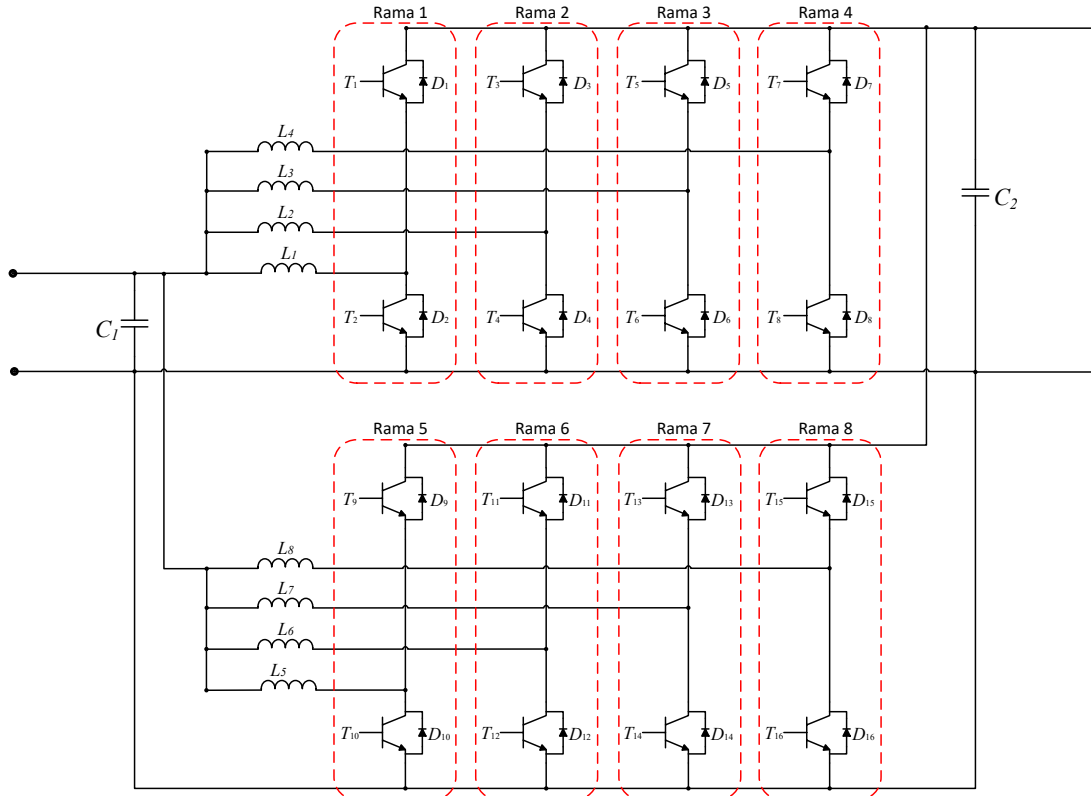 Rama 1 Rama 2 Rama 3 Rama 4
T1 D1 T3 D3 T5 D5 T7 D7
L4
L3
L2
L1
C2
C1
T2 D2 T4 D4 T6 D6 T8 D8
Rama 5 Rama 6 Rama 7 Rama 8
T9 D9 T11 D11 T13 D13 T15 D15
L8
L7
L6
L5
T10 D10 T12 D12 T14 D14 T16 D16